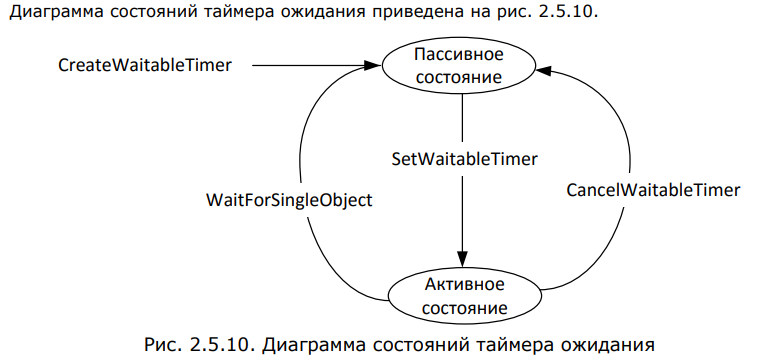 Диаграмма состояний таймера ожидания приведена на рис. 2.5.10.
Пассивное
состояние
CreateWaitableTimer
SetWaitableTimer
WaitForSingleObject
CancelWaitableTimer
Активное
состояние
Рис. 2.5.10. Диаграмма состояний таймера ожидания